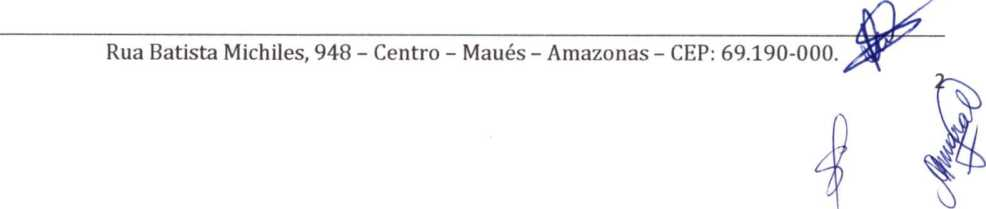 Rua Batista Michiles, 948 – Centro – Maués – Amazonas – CEP: 69.190-000.
2